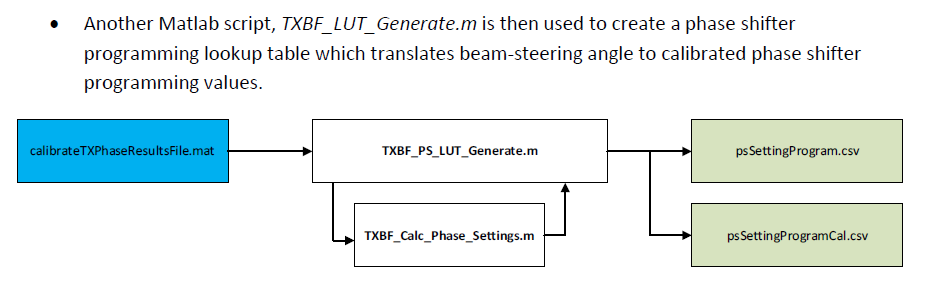 • Another Matlab script, TXBF_LUT_Generate.m is then used to create a phase shifter
programming lookup table which translates beam-steering angle to calibrated phase shifter
programming values.
calibrateTXPhaseResultsFile.mat
TXBF_PS_LUT_Generate.m
psSettingProgram.csv
TXBF_Calc_Phase_Settings.m
psSettingProgramCal.csv